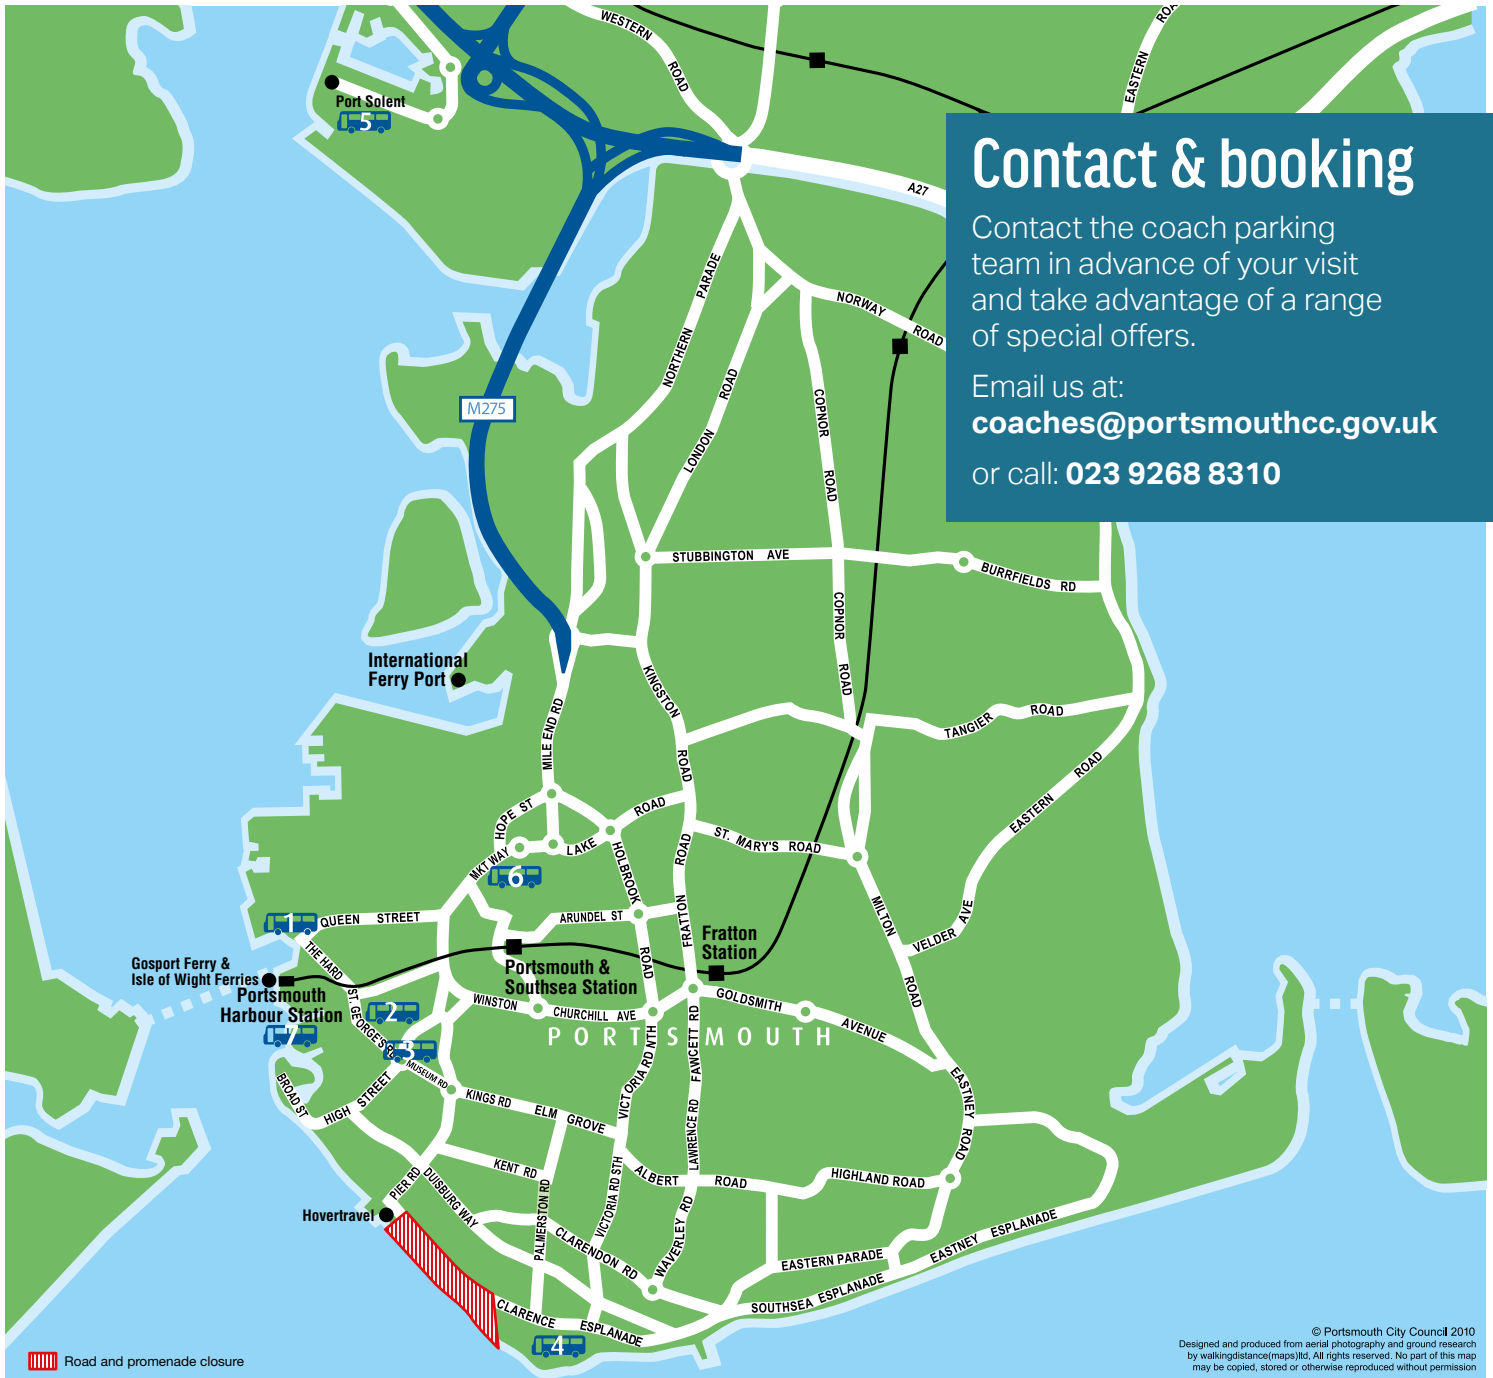 WESTERN ROAD
EASTERN ROA
Port Solent
5
A27
Contact & booking
Contact the coach parking
team in advance of your visit
and take advantage of a range
of special offers.
Email us at:
coaches@portsmouthcc.gov.uk
or call: 023 9268 8310
NORTHERN PARADE
NORWAY ROAD
LONDON ROAD
M275
COPNOR ROAD
STUBBINGTON AVE
BURRFIELDS RD
COPNOR ROAD
International
Ferry Port
KINGSTON ROAD
MILE END RD
TANGIER ROAD
EASTERN ROAD
HOPE ST
LAKE ROAD
MKT WAY
6
HOLBROOK ROAD
ST. MARY'S ROAD
FRATTON ROAD
MILTON ROAD
VELDER AVE
1
QUEEN STREET
ARUNDEL ST
THE HARD
Fratton
Station
Gosport Ferry &
Isle of Wight Ferries
Portsmouth
Harbour Station
Portsmouth &
Southsea Station
ST. GEORGE'S RD
2
WINSTON CHURCHILL AVE
GOLDSMITH AVENUE
7
3
PORTSMOUTH
MUSEUM RD
BROAD ST
HIGH STREET
KINGS RD
ELM GROVE
VICTORIA RD NTH
FAWCETT RD
LAWRENCE RD
EASTNEY ROAD
KENT RD
ALBERT ROAD
HIGHLAND ROAD
PIER RD
DUISBURG WAY
PALMERSTON RD
VICTORIA RD STH
WAVERLEY RD
Hovertravel
CLARENDON RD
EASTERN PARADE
EASTNEY ESPLANADE
SOUTHSEA ESPLANADE
CLARENCE ESPLANADE
4
Road and promenade closure
© Portsmouth City Council 2010
Designed and produced from aerial photography and ground research
by walkingdistance(maps)ltd, All rights reserved. No part of this map
may be copied, stored or otherwise reproduced without permission